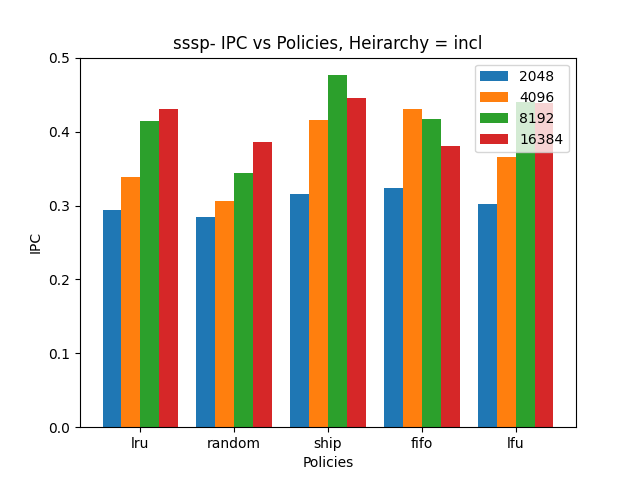 sssp- IPC vs Policies, Heirarchy = incl
0.5
0.4
0.3
0.2
0.1
0.0
IPC
2048
4096
8192
16384
lru random ship fifo lfu
Policies